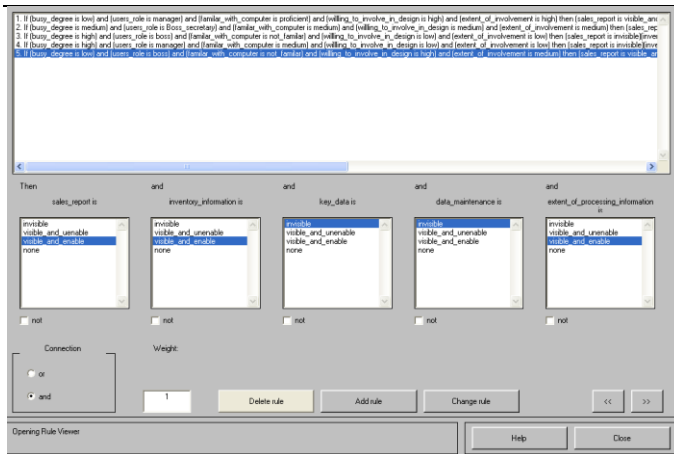 1. If (busy_degree is low) and (users_role is manager) and (familar_with_computer is proficient) and (willing_to_involve_in_design is high) and (extent_of_involvement is high) then (sales_report is visible_an
2. If (busy_degree is medium) and (users_role is Boss_secretary) and (familar_with_computer is medium) and (willing_to_involve_in_design is medium) and (extent_of_involvement is medium) then (sales_rep
3. If (busy_degree is high) and (users_role is boss) and (familar_with_computer is not_familar) and (willing_to_involve_in_design is low) and (extent_of_involvement is low) then (sales_report is invisible)(inver
4. If (busy_degree is high) and (users_role is manager) and (familar_with_computer is medium) and (willing_to_involve_in_design is low) and (extent_of_involvement is low) then (sales_report is invisible)(inve
5. If (busy_degree is low) and (users_role is boss) and (familar_with_computer is not_familar) and (willing_to_involve_in_design is high) and (extent_of_involvement is medium) then (sales_report is visible_an
Then and and and and
sales_report is inventory_information is key_data is data_maintenance is extent_of_processing_information
is
invisible invisible invisible invisible invisible
visible_and_uenable visible_and_unenable visible_and_unenable visible_and_unenable visible_and_unenable
visible_and_enable visible_and_enable visible_and_enable visible_and_enable visible_and_enable
none none none none none
not not not not not
Connection Weight:
or
and 1 Delete rule Add rule Change rule << >>
Opening Rule Viewer Help Close